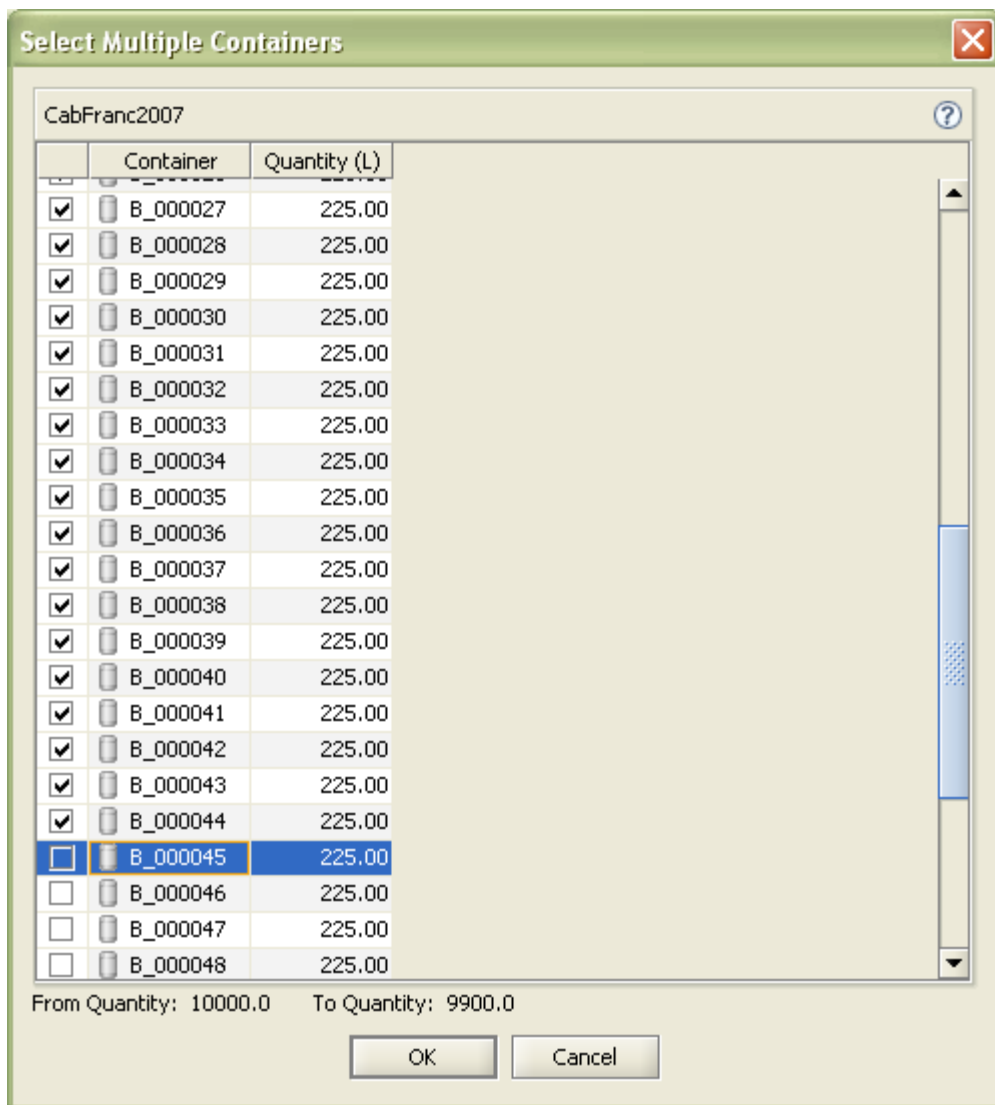 Select Multiple Containers
CabFranc2007
Container Quantity (L)
B_000027 225.00
B_000028 225.00
B_000029 225.00
B_000030 225.00
B_000031 225.00
B_000032 225.00
B_000033 225.00
B_000034 225.00
B_000035 225.00
B_000036 225.00
B_000037 225.00
B_000038 225.00
B_000039 225.00
B_000040 225.00
B_000041 225.00
B_000042 225.00
B_000043 225.00
B_000044 225.00
B_000045 225.00
B_000046 225.00
B_000047 225.00
B_000048 225.00
From Quantity: 10000.0 To Quantity: 9900.0
OK Cancel